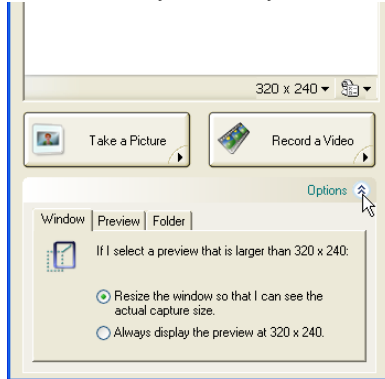 320 x 240
Take a Picture
Record a Video
Options
Window Preview Folder
If I select a preview that is larger than 320 x 240:
Resize the window so that I can see the
actual capture size.
Always display the preview at 320 x 240.